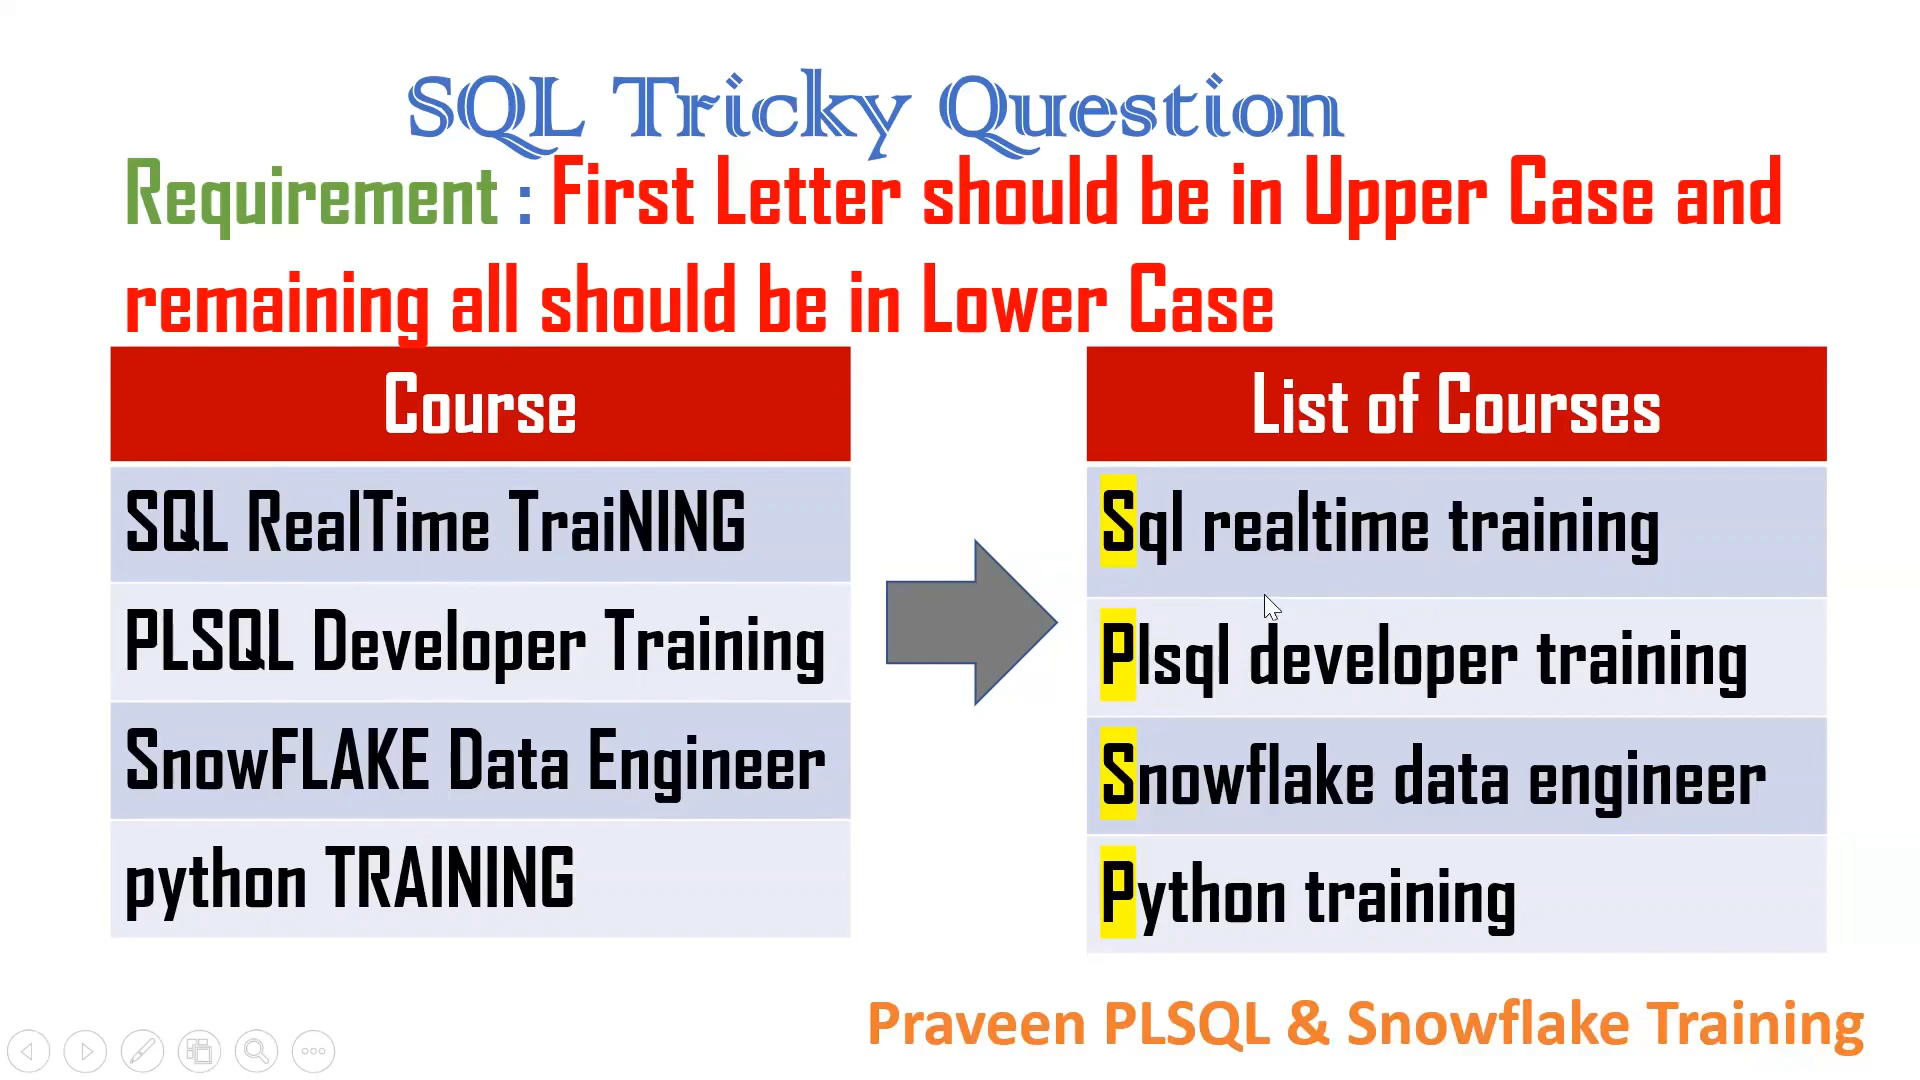 SQL Tricky Question
Requirement : First Letter should be in Upper Case and
remaining all should be in Lower Case
Course
SQL RealTime TraiNING
PLSQL Developer Training
SnowFLAKE Data Engineer
python TRAINING
List of Courses
Sql realtime training
Plsql developer training
Snowflake data engineer
Python training
Praveen PLSQL & Snowflake Training